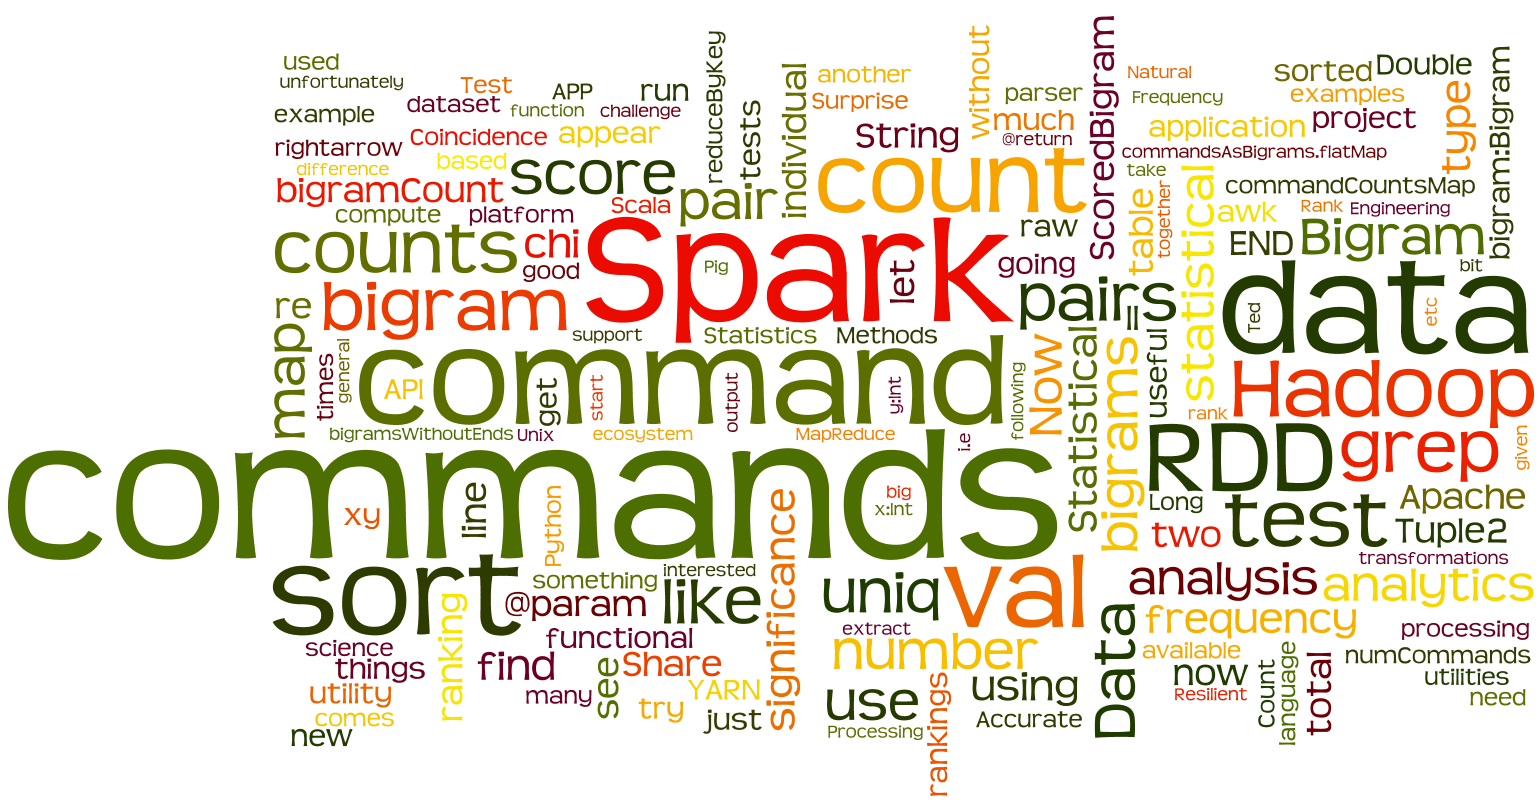 used
unfortunately
example
rightarrow
difference
bigramCount
compute
counts
Test
dataset
Coincidence
based
APP
function
appear
score
platform
chi
good
run
challenge
Scala
reduceByKey
tests
pair
individual
another
Surprise
String
count
without
parser
much
@return
raw
going
ScoredBigram
Natural
Frequency
application
commandsAsBigrams.flatMap
take
together
table
statistical
sorted
Double
examples
project
type
commandCountsMap
awk
Rank
Engineering
END
Bigram
bigram:Bigram
bit
re
map
bigram
Spark
Pig
let
support
Statistics
Methods
pairs
=
data
Ted
etc
times
general
API
command
get
start
output
y:Int
following
Now
statistical
bigrams
useful
rank
Hadoop
bigramsWithoutEnds
Unix
ecosystem
MapReduce
i.e
RDD
grep
given
commands
xy
line
Python
big
x:Int
significance
Long
two
test
Apache
Tuple2
transformations
sort
something
interested
@param
like
uniq
val
analysis
analytics
ranking
functional
extract
number
Data
frequency
processing
science
things
find
see
Share
available
numCommands
utility
many
try
YARN
use
using
now
utilities
comes
just
Processing
rankings
Accurate
Resilient
Count
language
total
need
new